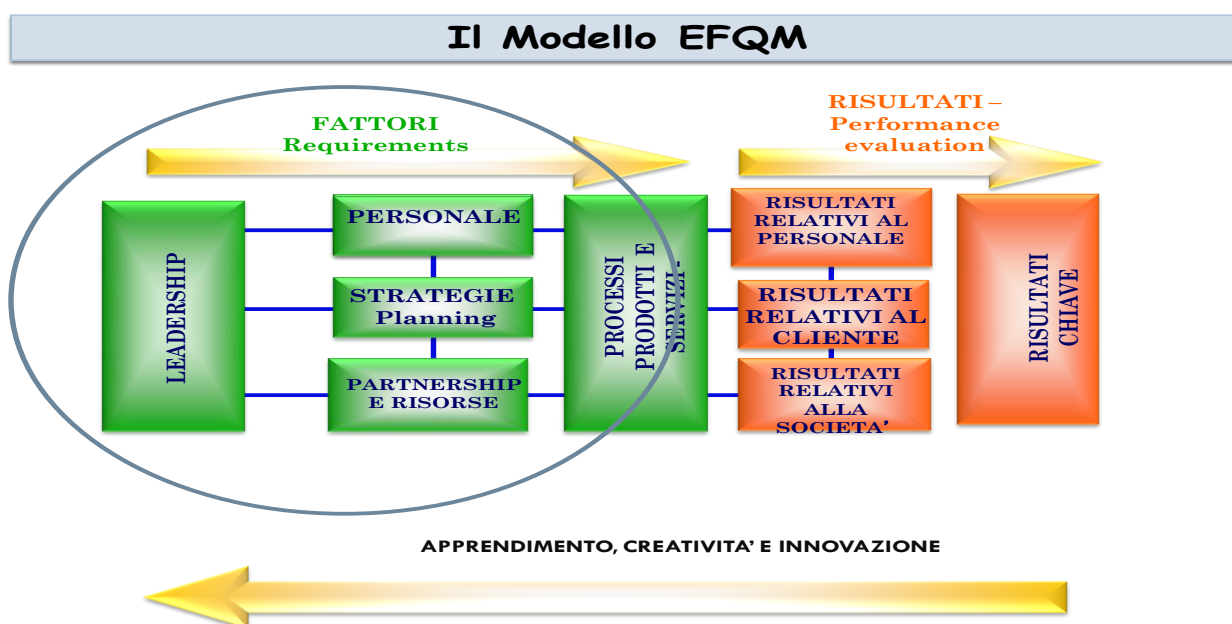 Il Modello EFQM
FATTORI
Requirements
RISULTATI –
Performance
evaluation
LEADERSHIP
PERSONALE
STRATEGIE
Planning
PARTNERSHIP
E RISORSE
PROCESSI
PRODOTTI E
SERVIZI-
RISULTATI
RELATIVI AL
PERSONALE
RISULTATI
RELATIVI AL
CLIENTE
RISULTATI
RELATIVI
ALLA
SOCIETA’
RISULTATI
CHIAVE
APPRENDIMENTO, CREATIVITA’ E INNOVAZIONE